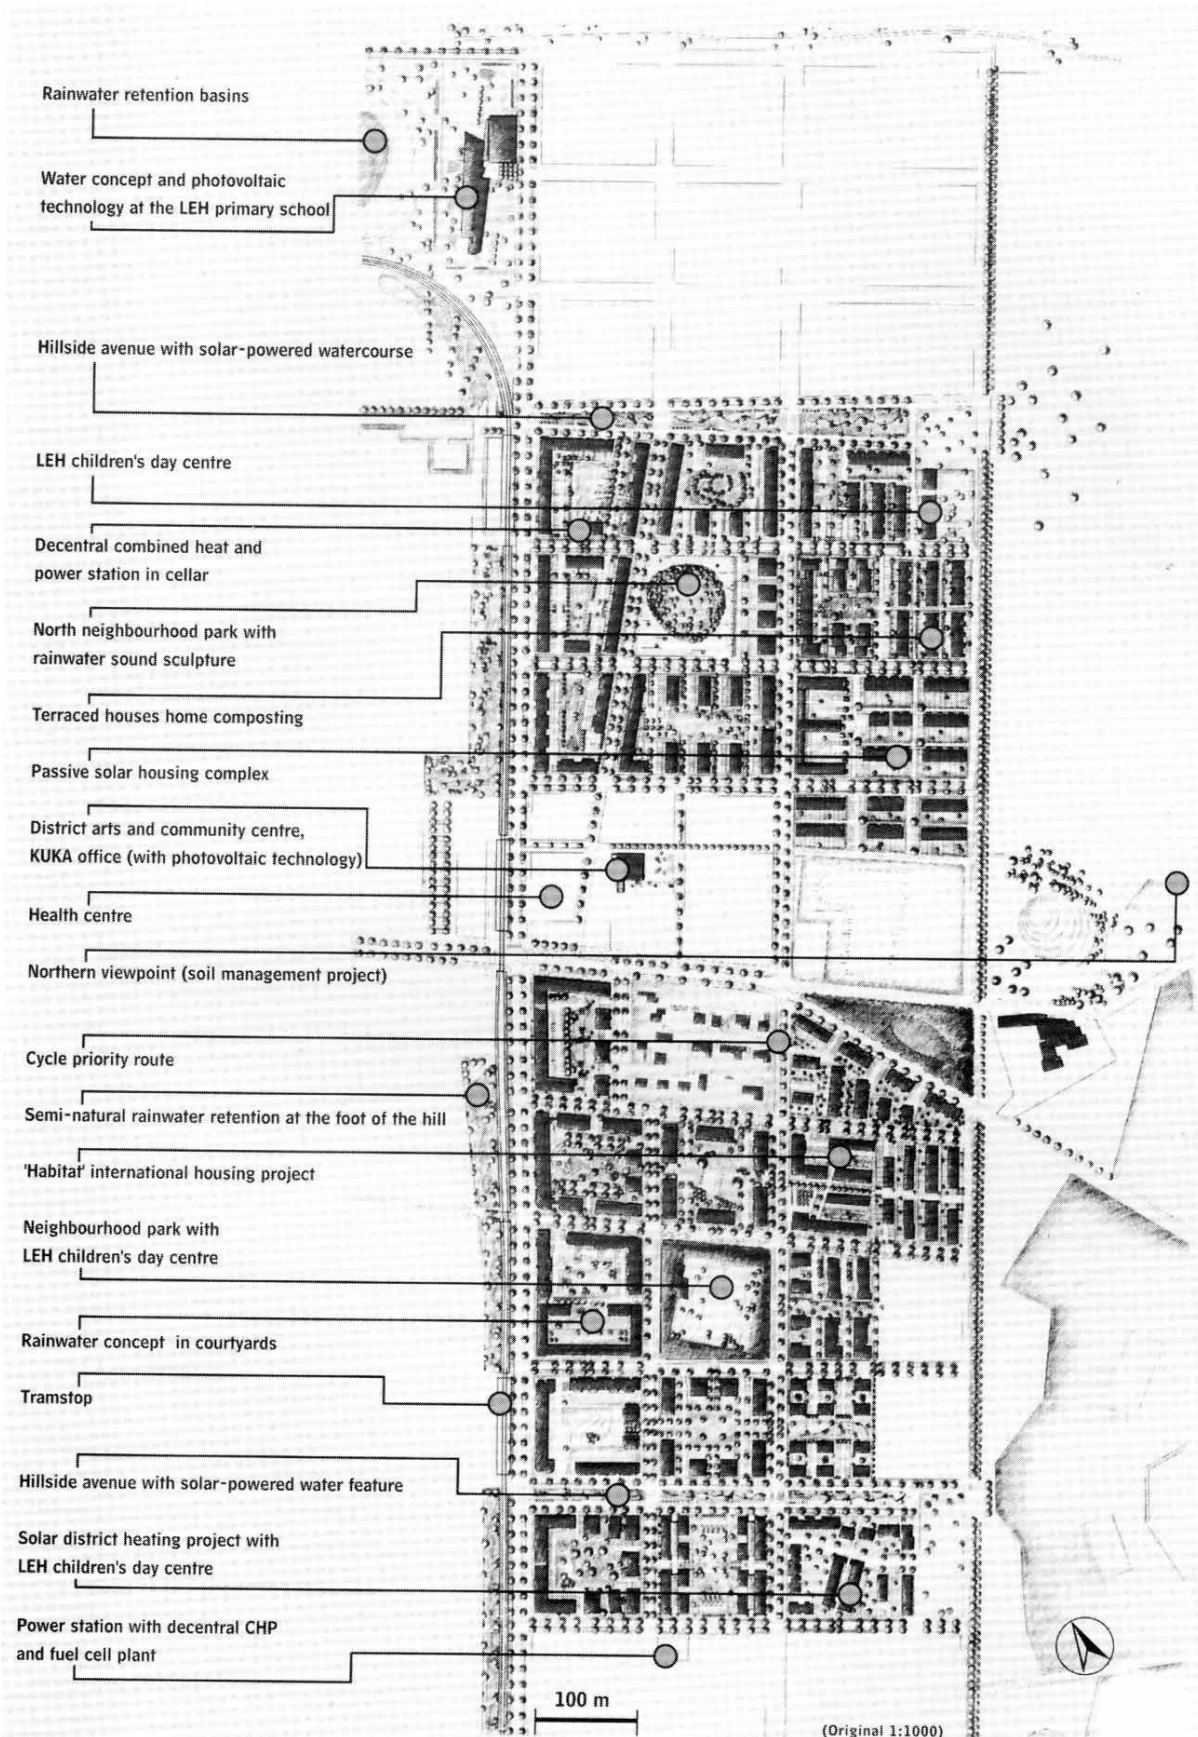 Rainwater retention basins
Water concept and photovoltaic
technology at the LEH primary school
Hillside avenue with solar-powered watercourse
LEH children's day centre
Decentral combined heat and
power station in cellar
North neighbourhood park with
rainwater sound sculpture
Terraced houses home composting
Passive solar housing complex
District arts and community centre,
KUKA office (with photovoltaic technology)
Health centre
Northern viewpoint (soil management project)
Cycle priority route
Semi-natural rainwater retention at the foot of the hill
'Habitat' international housing project
Neighbourhood park with
LEH children's day centre
Rainwater concept in courtyards
Tramstop
Hillside avenue with solar-powered water feature
Solar district heating project with
LEH children's day centre
Power station with decentral CHP
and fuel cell plant
100 m
(Original 1:1000)